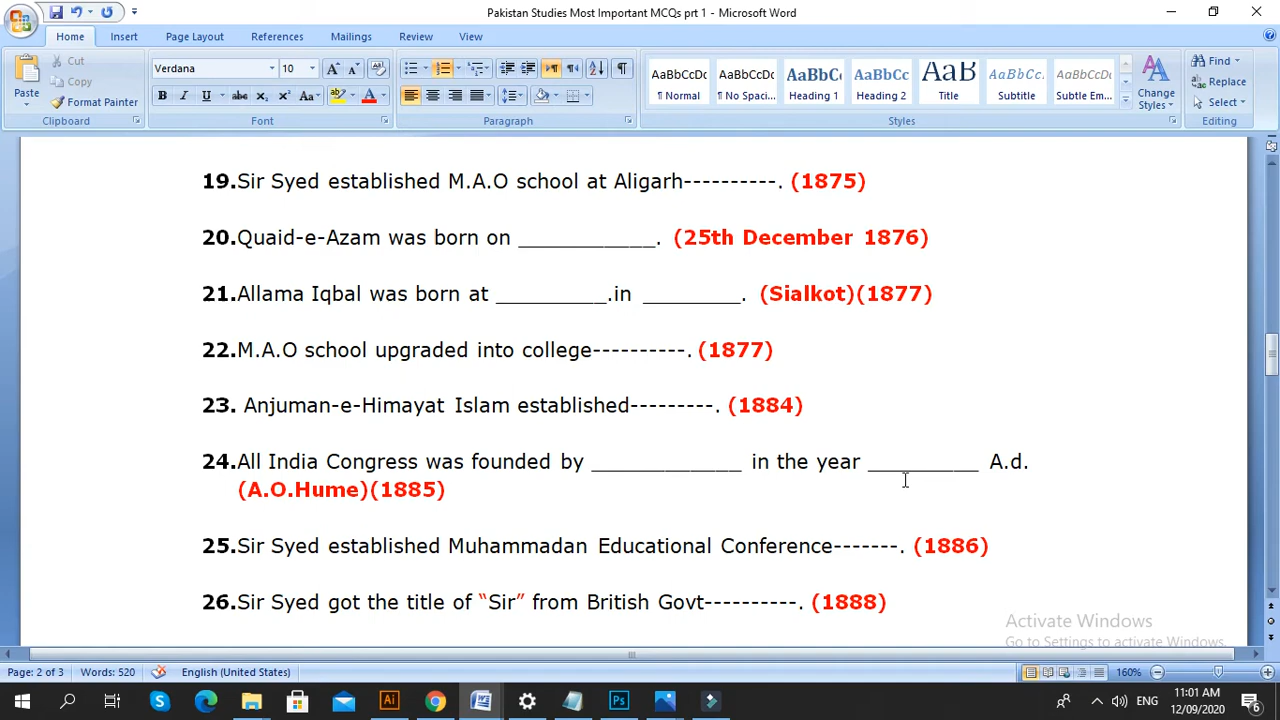 Pakistan Studies Most Important MCQs prt 1 - Microsoft Word
Home Insert Page Layout References Mailings Review View
Cut
Copy
Paste
Format Painter
Clipboard
Verdana 10
Font
Paragraph
AaBbCcDc AaBbCcDc AaBbC AaBbCc AaB AaBbCc. AaBbCcDc
¶ Normal ¶ No Spaci... Heading 1 Heading 2 Title Subtitle Subtle Em...
Change Styles
Styles
Find
Replace
Select
Editing
19.Sir Syed established M.A.O school at Aligarh----------. (1875)
20.Quaid-e-Azam was born on ___________. (25th December 1876)
21.Allama Iqbal was born at _________.in ________. (Sialkot)(1877)
22.M.A.O school upgraded into college----------. (1877)
23. Anjuman-e-Himayat Islam established---------. (1884)
24.All India Congress was founded by ____________ in the year _________ A.d.
(A.O.Hume)(1885)
25.Sir Syed established Muhammadan Educational Conference-------. (1886)
26.Sir Syed got the title of “Sir” from British Govt----------. (1888)
Activate Windows
Go to Settings to activate Windows.
Page: 2 of 3 Words: 520 English (United States) 160%
ENG 11:01 AM
12/09/2020
6